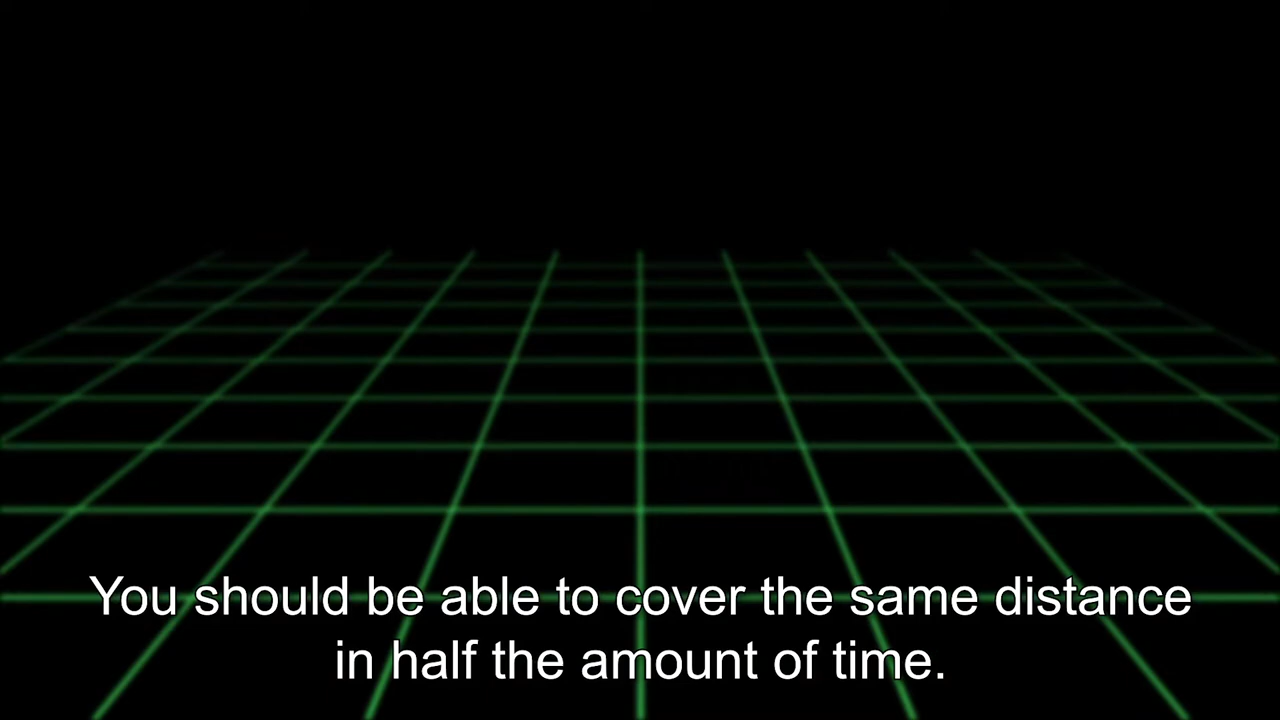 You should be able to cover the same distance
in half the amount of time.